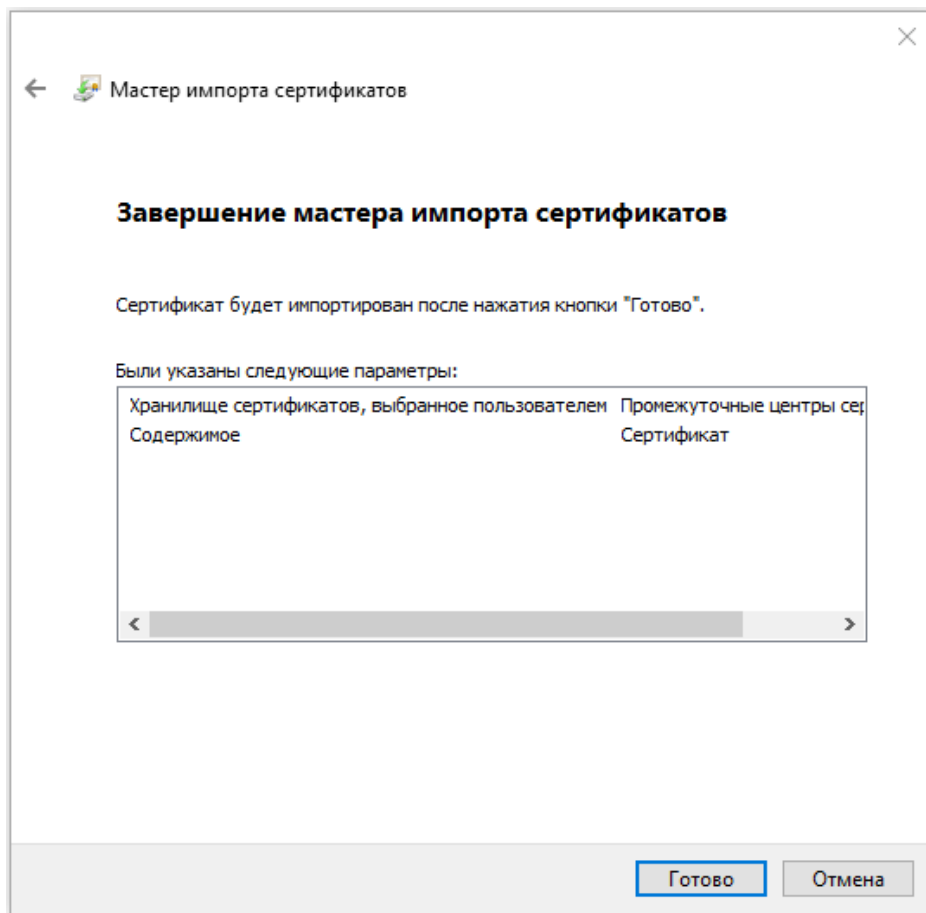 Мастер импорта сертификатов
Завершение мастера импорта сертификатов
Сертификат будет импортирован после нажатия кнопки "Готово".
Были указаны следующие параметры:
Хранилище сертификатов, выбранное пользователем Промежуточные центры сер
Содержимое Сертификат
Готово Отмена